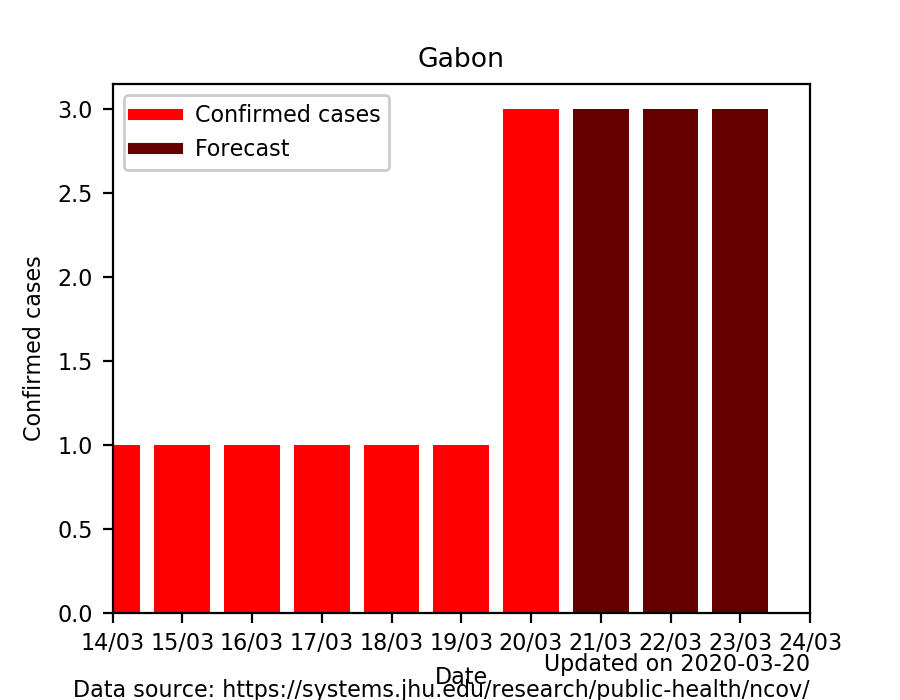 Gabon
Confirmed cases
Forecast
Confirmed cases
3.0
2.5
2.0
1.5
1.0
0.5
0.0
14/03 15/03 16/03 17/03 18/03 19/03 20/03 21/03 22/03 23/03 24/03
Updated on 2020-03-20
Date
Data source: https://systems.jhu.edu/research/public-health/ncov/